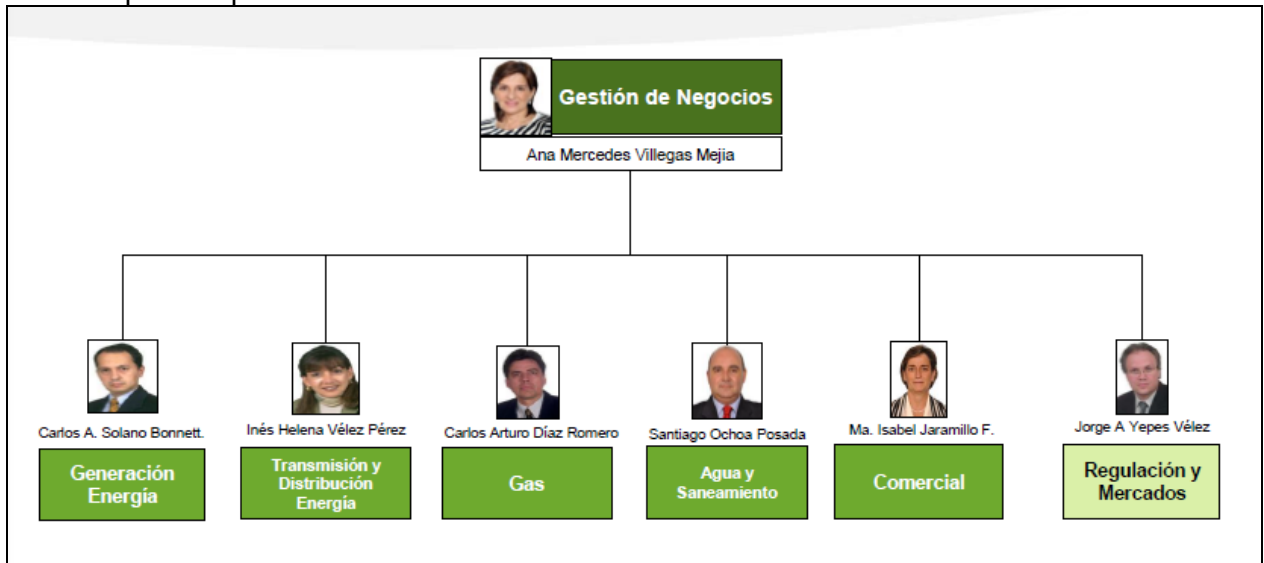 Gestión de Negocios
Ana Mercedes Villegas Mejia
Carlos A. Solano Bonnett.
Generación
Energía
Inés Helena Vélez Pérez
Transmisión y
Distribución
Energía
Carlos Arturo Díaz Romero
Gas
Santiago Ochoa Posada
Agua y
Saneamiento
Ma. Isabel Jaramillo F.
Comercial
Jorge A Yepes Vélez
Regulación y
Mercados